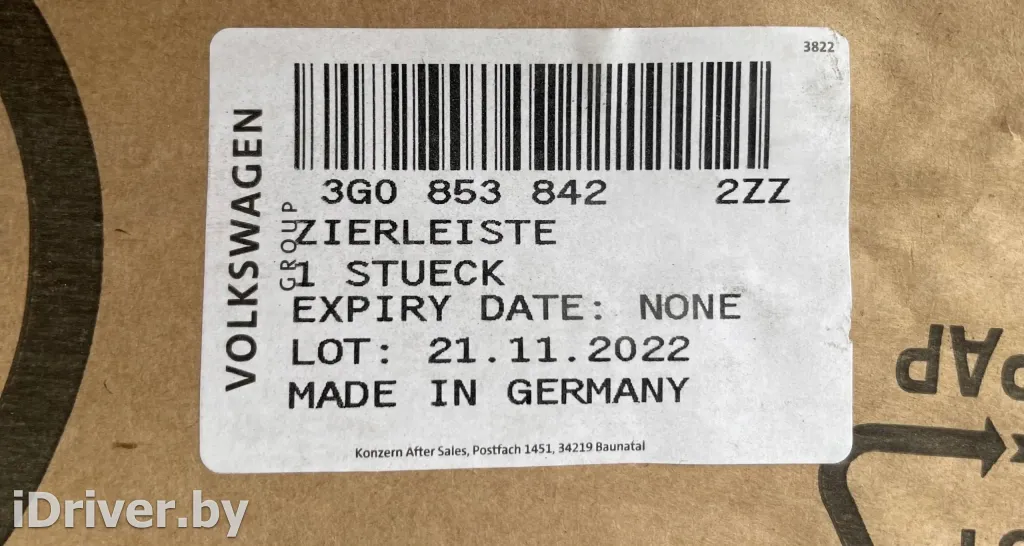 3822
VOLKSWAGEN
GROUP
3G0 853 842 2ZZ
ZIERLEISTE
1 STUECK
EXPIRY DATE: NONE
LOT: 21.11.2022
MADE IN GERMANY
Konzern After Sales, Postfach 1451, 34219 Baunatal
PAP
iDriver.by